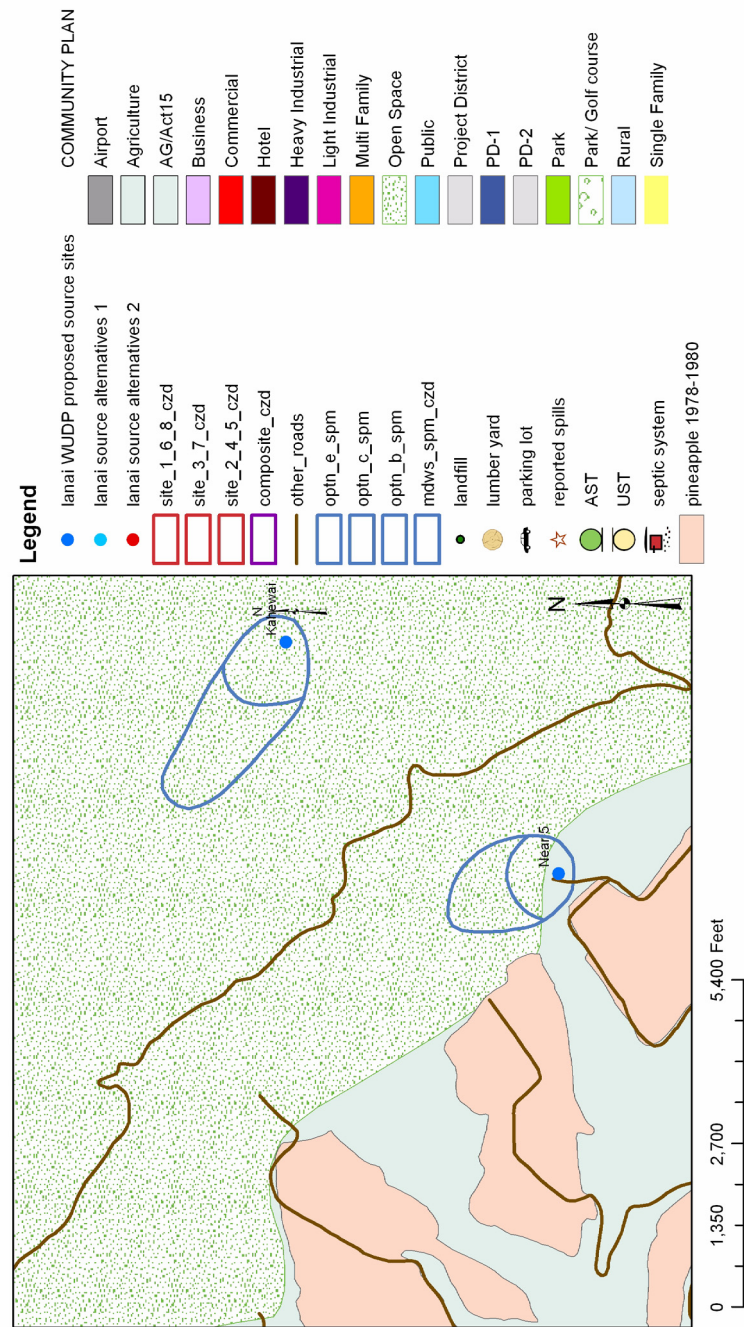 Legend
lanai WUDP proposed source sites
lanai source alternatives 1
lanai source alternatives 2
site_1_6_8_czd
site_3_7_czd
site_2_4_5_czd
composite_czd
other_roads
optn_e_spm
optn_c_spm
optn_b_spm
mdws_spm_czd
landfill
lumber yard
parking lot
reported spills
AST
UST
septic system
pineapple 1978-1980
COMMUNITY PLAN
Airport
Agriculture
AG/Act15
Business
Commercial
Hotel
Heavy Industrial
Light Industrial
Multi Family
Open Space
Public
Project District
PD-1
PD-2
Park
Park/ Golf course
Rural
Single Family
N
Kanewai
N
Near 5
0 1,350 2,700 5,400 Feet